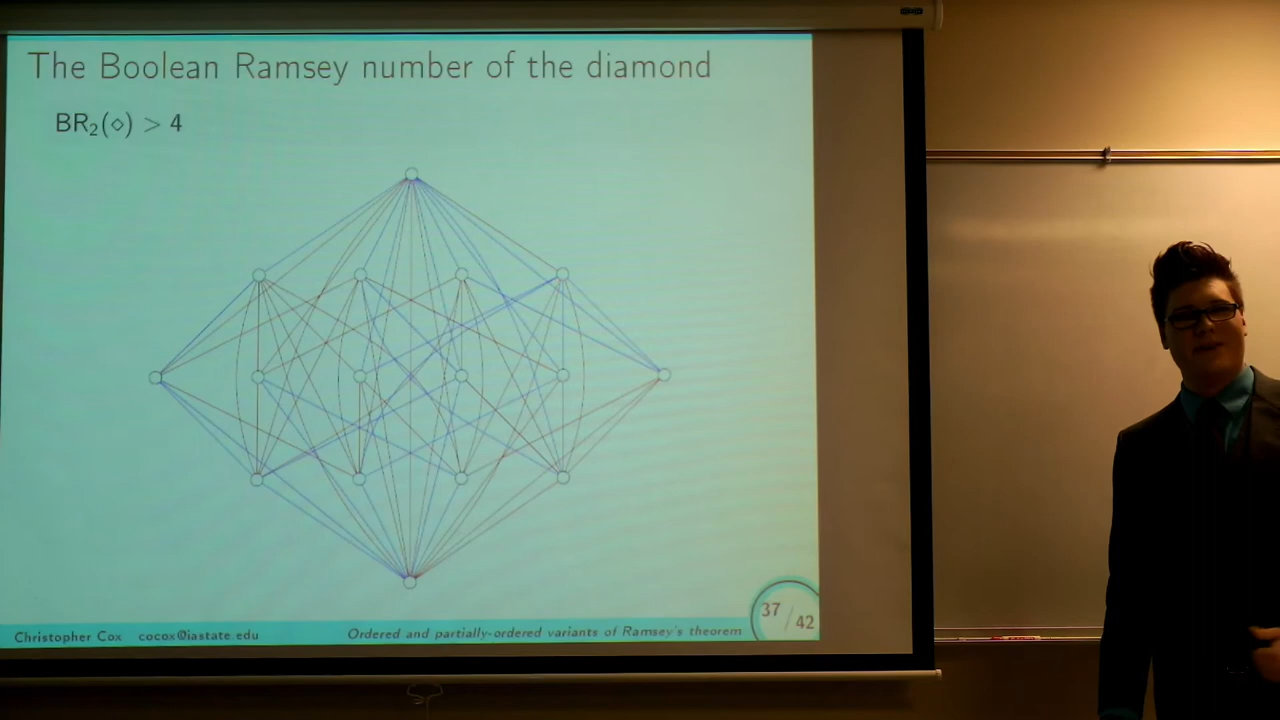 The Boolean Ramsey number of the diamond
BR₂(⋄) > 4
37 / 42
Christopher Cox cocox@iastate.edu Ordered and partially-ordered variants of Ramsey's theorem